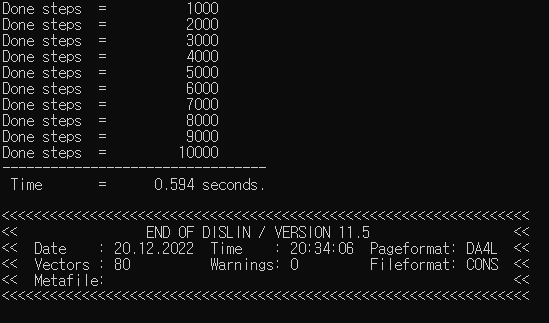 Done steps  =          1000
Done steps  =          2000
Done steps  =          3000
Done steps  =          4000
Done steps  =          5000
Done steps  =          6000
Done steps  =          7000
Done steps  =          8000
Done steps  =          9000
Done steps  =         10000
---------------------------------
 Time       =      0.594 seconds.

<<<<<<<<<<<<<<<<<<<<<<<<<<<<<<<<<<<<<<<<<<<<<<<<<<<<<<<<<<<<<<<<<<
<<                END OF DISLIN / VERSION 11.5                  <<
<<  Date    : 20.12.2022  Time    : 20:34:06  Pageformat: DA4L  <<
<<  Vectors : 80          Warnings: 0         Fileformat: CONS  <<
<<  Metafile:                                                   <<
<<<<<<<<<<<<<<<<<<<<<<<<<<<<<<<<<<<<<<<<<<<<<<<<<<<<<<<<<<<<<<<<<<